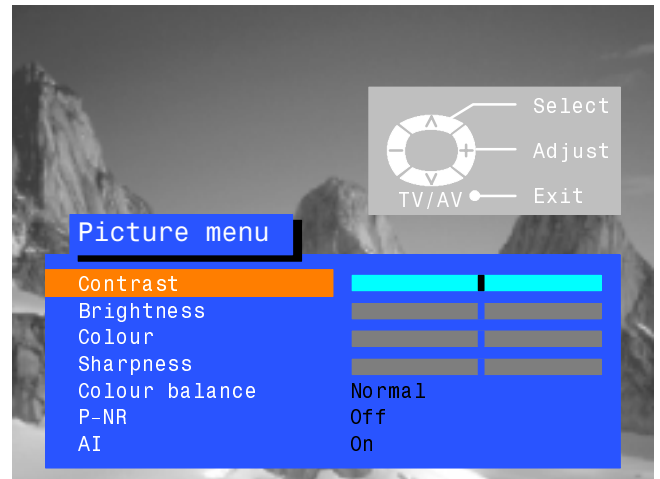 Select
Adjust
TV/AV Exit
Picture menu
Contrast
Brightness
Colour
Sharpness
Colour balance Normal
P-NR Off
AI On